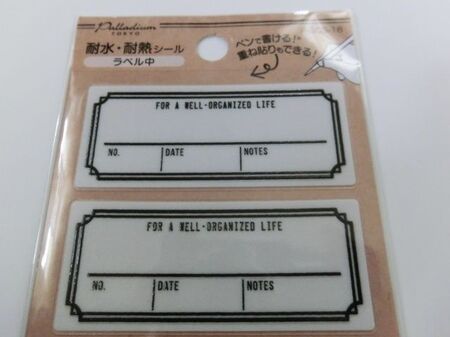 Palladium
TOKYO
耐水・耐熱シール
ラベル中
ペンで書ける!
重ね貼りもできる!
FOR A WELL-ORGANIZED LIFE
NO. DATE NOTES
FOR A WELL-ORGANIZED LIFE
NO. DATE NOTES